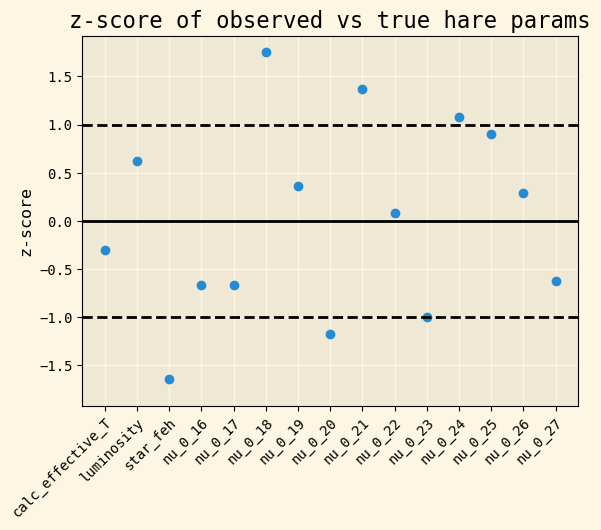 z-score of observed vs true hare params
z-score
1.5
1.0
0.5
0.0
−0.5
−1.0
−1.5
calc_effective_T
luminosity
star_feh
nu_0_16
nu_0_17
nu_0_18
nu_0_19
nu_0_20
nu_0_21
nu_0_22
nu_0_23
nu_0_24
nu_0_25
nu_0_26
nu_0_27